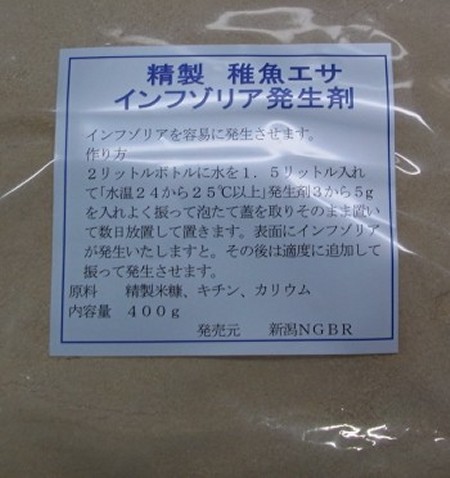 精製 稚魚エサ
インフゾリア発生剤
インフゾリアを容易に発生させます。
作り方
２リットルボトルに水を１．５リットル入れ
て「水温２４から２５℃以上」発生剤３から５g
を入れよく振って泡たて蓋を取りそのまま置い
て数日放置して置きます。表面にインフゾリア
が発生いたしますと。その後は適度に追加して
振って発生させます。
原料 精製米糠、キチン、カリウム
内容量 ４００ｇ
発売元 新潟ＮＧＢＲ